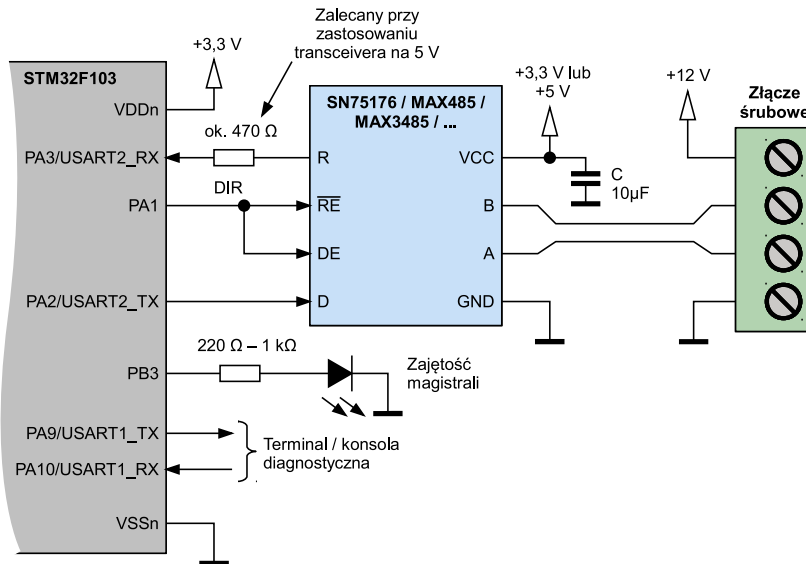 Zalecany przy
zastosowaniu
transceivera na 5 V
+3,3 V
STM32F103
VDDn
ok. 470 Ω
PA3/USART2_RX
DIR
PA1
PA2/USART2_TX
220 Ω – 1 kΩ
PB3
Zajętość
magistrali
PA9/USART1_TX
PA10/USART1_RX
Terminal / konsola
diagnostyczna
VSSn
SN75176 / MAX485 /
MAX3485 / ...
R
RE
DE
D
VCC
B
A
GND
+3,3 V lub
+5 V
C
10µF
+12 V
Złącze
śrubowe